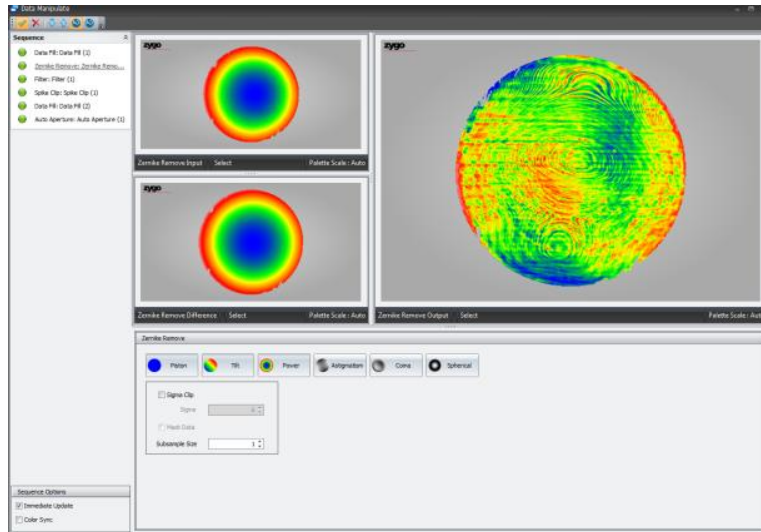 Data Manipulate
Sequence
Data Fill: Data Fill (1)
Zernike Remove: Zernike Remo...
Filter: Filter (1)
Spike Clip: Spike Clip (1)
Data Fill: Data Fill (2)
Auto Aperture: Auto Aperture (1)
zygo
Zernike Remove Input Select Palette Scale : Auto
zygo
Zernike Remove Difference Select Palette Scale : Auto
zygo
Zernike Remove Output Select Palette Scale : Auto
Zernike Remove
Piston Tilt Power Astigmatism Coma Spherical
Sigma Clip
Sigma
Mask Data
Subsample Size 1
Sequence Options
Immediate Update
Color Sync